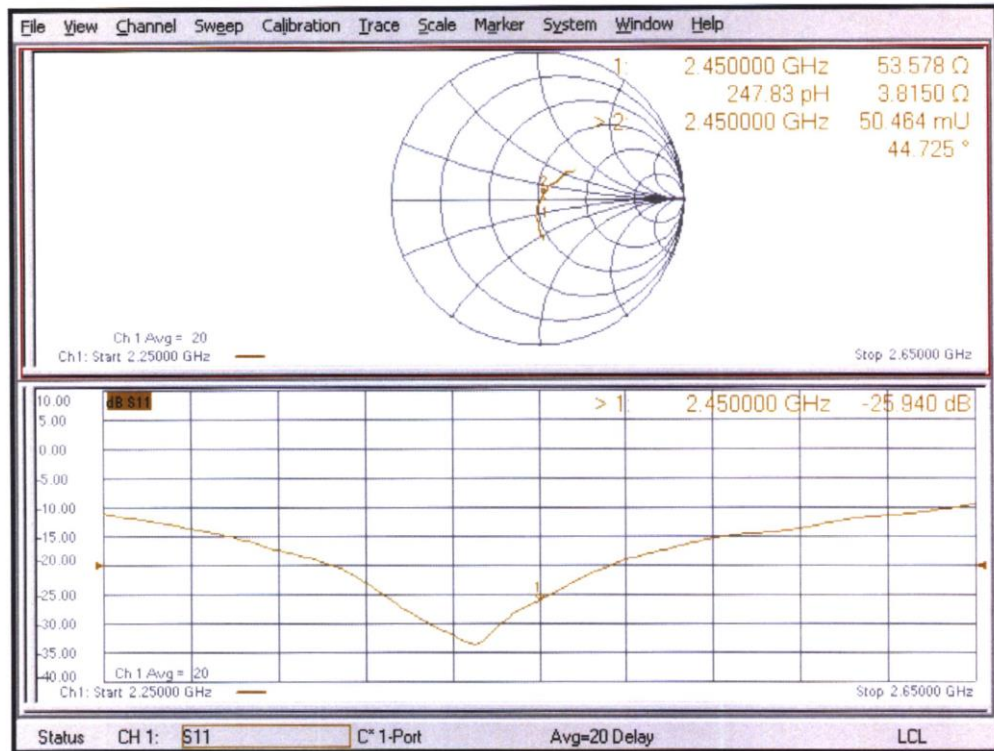 File View Channel Sweep Calibration Trace Scale Marker System Window Help
1: 2.450000 GHz 53.578 Ω
247.83 pH 3.8150 Ω
> 2: 2.450000 GHz 50.464 mU
44.725 °
2
1
Ch 1 Avg = 20
Ch1: Start 2.25000 GHz
Stop 2.65000 GHz
10.00
dB S11
> 1: 2.450000 GHz -25.940 dB
5.00
0.00
-5.00
-10.00
-15.00
-20.00
-25.00
1
-30.00
-35.00
-40.00
Ch 1 Avg = 20
Ch1: Start 2.25000 GHz
Stop 2.65000 GHz
Status CH 1: S11 C* 1-Port Avg=20 Delay LCL